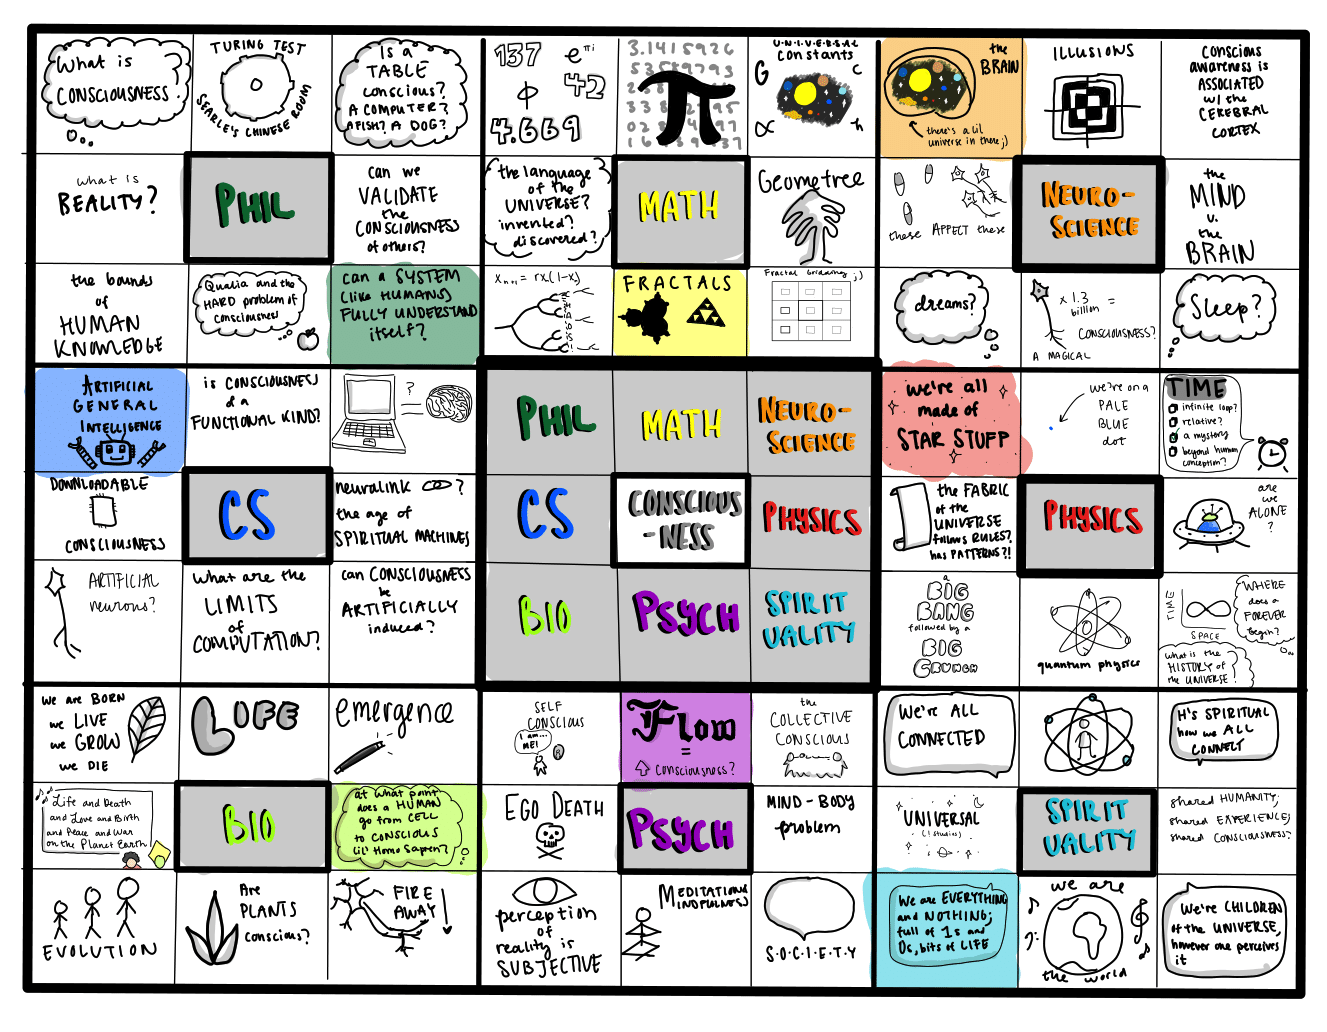 What is
CONSCIOUSNESS?
TURING TEST
SEARLE'S CHINESE ROOM
Is a
TABLE
conscious?
A COMPUTER?
A FISH? A DOG?
137
e^πi
φ
42
4.669
3.1415926
π
UNIVERSAL
constants
G
c
∝
h
the
BRAIN
there's a lil
universe in there ;)
ILLUSIONS
CONSCIOUS
AWARENESS is
ASSOCIATED
w/ the
CEREBRAL
CORTEX
what is
REALITY?
PHIL
can we
VALIDATE
the
CONSCIOUSNESS
of others?
the language
of the
UNIVERSE?
invented?
discovered?
MATH
Geometree
these AFFECT these
NEURO-
SCIENCE
the
MIND
v. the
BRAIN
the bounds
of
HUMAN
KNOWLEDGE
Qualia and the
HARD problem of
consciousness
can a SYSTEM
(like HUMANS)
FULLY UNDERSTAND
itself?
Xn+1 = rx(1-x)
FRACTALS
Fractal Gridding ;)
dreams?
x 1.3
billion
=
CONSCIOUSNESS?
A MAGICAL
Sleep?
ARTIFICIAL
GENERAL
INTELLIGENCE
is CONSCIOUSNESS
of a
FUNCTIONAL KIND?
?
=
PHIL
MATH
NEURO-
SCIENCE
we're all
made of
STAR STUFF
we're on a
PALE
BLUE
dot
TIME
infinite loop?
relative?
a mystery
beyond human
conception?
DOWNLOADABLE
CONSCIOUSNESS
CS
neuralink ?
the age of
SPIRITUAL MACHINES
CS
CONSCIOUS
-NESS
PHYSICS
the FABRIC
of the
UNIVERSE
follows RULES?
has PATTERNS?!
PHYSICS
are
we
ALONE
?
ARTIFICIAL
neurons?
what are the
LIMITS
of
COMPUTATION?
can CONSCIOUSNESS
be
ARTIFICIALLY
induced?
BIO
PSYCH
SPIRIT
UALITY
a
BIG
BANG
followed by a
BIG
CRUNCH
quantum physics
TIME
SPACE
WHERE
does a
FOREVER
begin?
what is the
HISTORY of
the UNIVERSE?
we are BORN
we LIVE
we GROW
we DIE
LIFE
emergence
SELF
CONSCIOUS
I am...
ME!
Flow
=
consciousness?
the
COLLECTIVE
CONSCIOUS
We're ALL
CONNECTED
H's SPIRITUAL
how we ALL
CONNECT
Life and Death
and Love and Birth
and Peace and War
on the Planet Earth
BIO
at what point
does a HUMAN
go from CELL
to CONSCIOUS
lil' Homo Sapien?
EGO DEATH
PSYCH
MIND-BODY
problem
UNIVERSAL
(! studios)
SPIRIT
UALITY
shared HUMANITY;
shared EXPERIENCE;
shared CONSCIOUSNESS?
EVOLUTION
Are
PLANTS
conscious?
FIRE
AWAY!
perception
of
reality is
SUBJECTIVE
MEDITATIONS
MINDFULNESS
S·O·C·I·E·T·Y
We are EVERYTHING
and NOTHING;
full of 1s and
0s, bits of LIFE
we are
the world
We're CHILDREN
of the UNIVERSE,
however one perceives
it